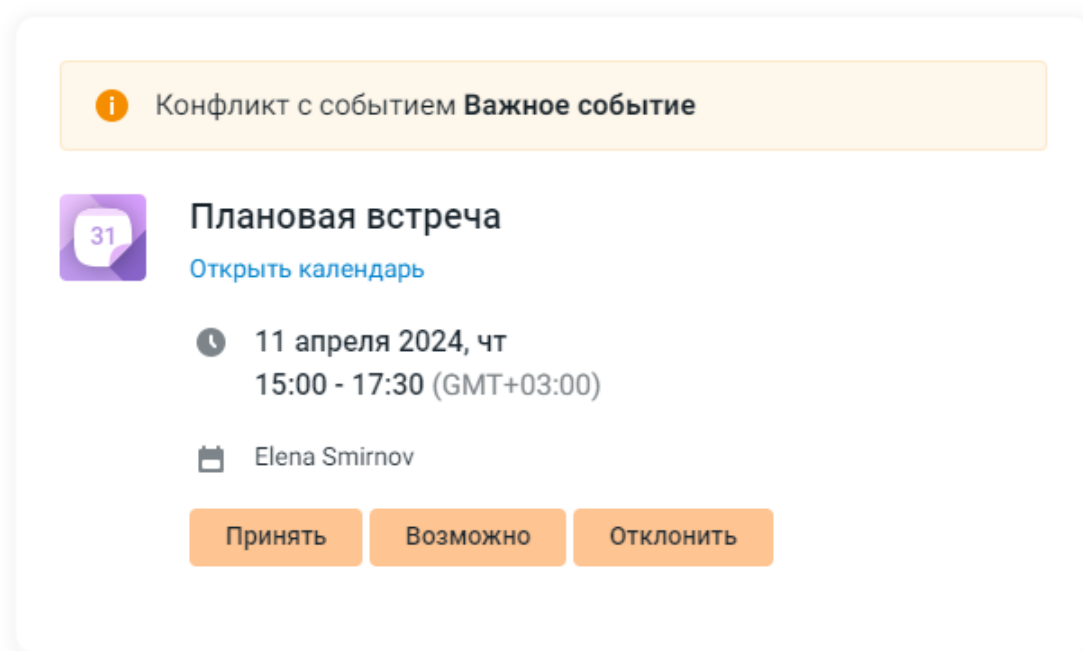 Конфликт с событием Важное событие
31
Плановая встреча
Открыть календарь
11 апреля 2024, чт
15:00 - 17:30 (GMT+03:00)
Elena Smirnov
Принять Возможно Отклонить